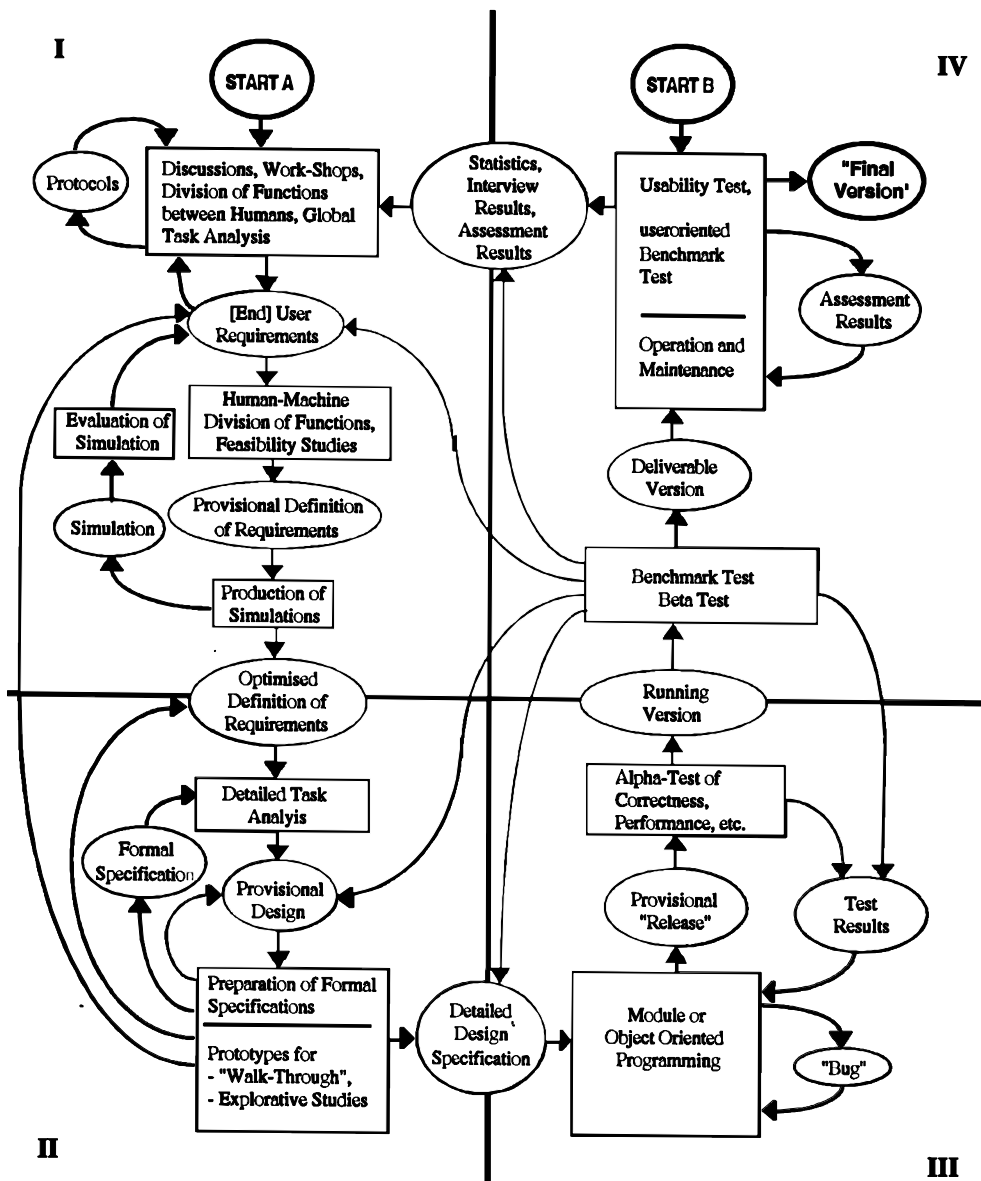 I
START A
Protocols
Discussions, Work-Shops,
Division of Functions
between Humans, Global
Task Analysis
[End] User
Requirements
Human-Machine
Division of Functions,
Feasibility Studies
Evaluation of
Simulation
Simulation
Provisional Definition
of Requirements
Production of
Simulations
Optimised
Definition of
Requirements
Detailed Task
Analyis
Formal
Specification
Provisional
Design
Preparation of Formal
Specifications
Prototypes for
- "Walk-Through",
- Explorative Studies
II
Statistics,
Interview
Results,
Assessment
Results
Detailed
Design
Specification
IV
START B
Usability Test,
useroriented
Benchmark
Test
Operation and
Maintenance
"Final
Version'
Assessment
Results
Deliverable
Version
Benchmark Test
Beta Test
Running
Version
Alpha-Test of
Correctness,
Performance, etc.
Provisional
"Release"
Test
Results
Module or
Object Oriented
Programming
"Bug"
III